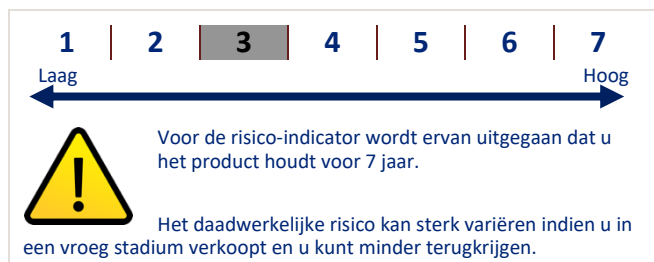 1 2 3 4 5 6 7
Laag Hoog
Voor de risico-indicator wordt ervan uitgegaan dat u
het product houdt voor 7 jaar.
Het daadwerkelijke risico kan sterk variëren indien u in
een vroeg stadium verkoopt en u kunt minder terugkrijgen.